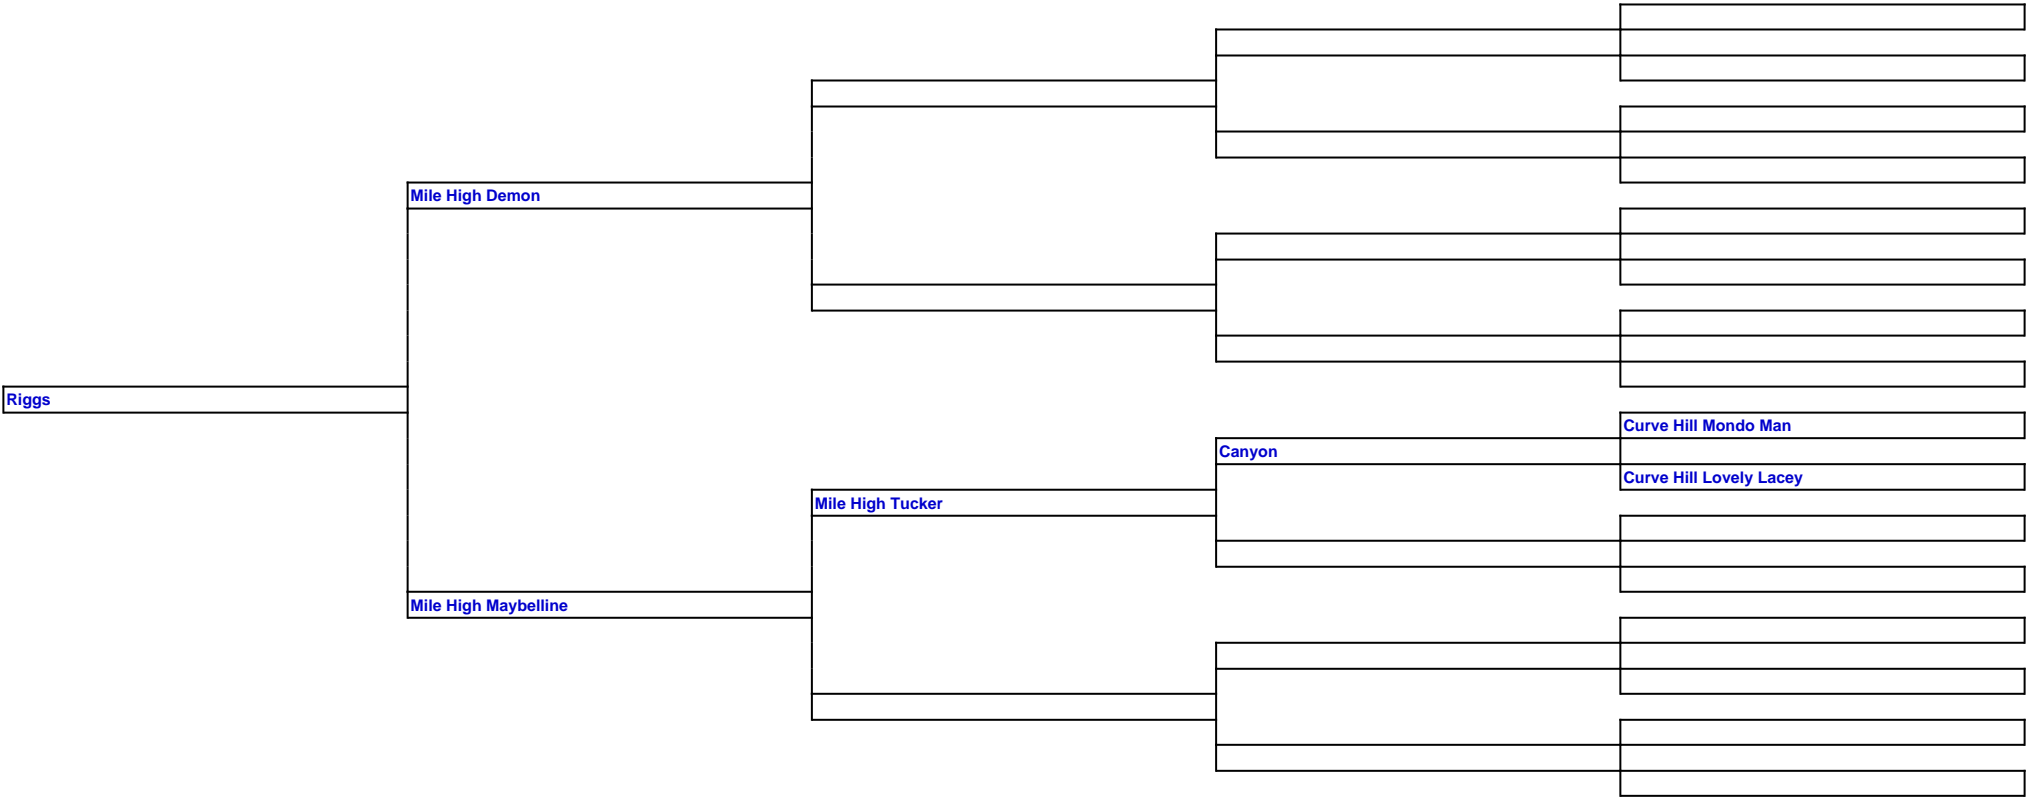 Mile High Demon
Riggs
Curve Hill Mondo Man
Canyon
Curve Hill Lovely Lacey
Mile High Tucker
Mile High Maybelline